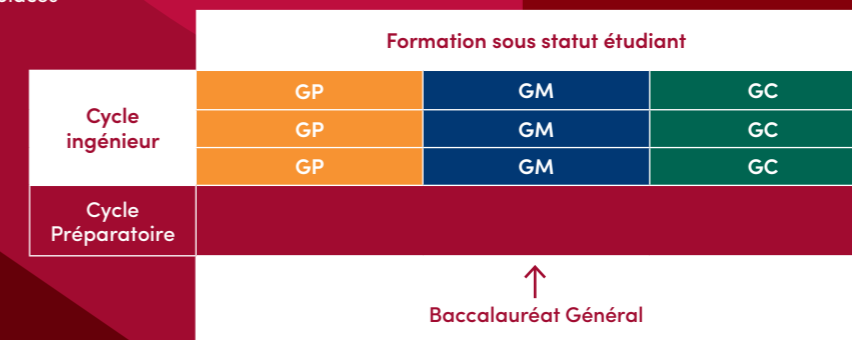 Formation sous statut étudiant
Cycle
ingénieur
GP GM GC
GP GM GC
GP GM GC
Cycle
Préparatoire
↑
Baccalauréat Général